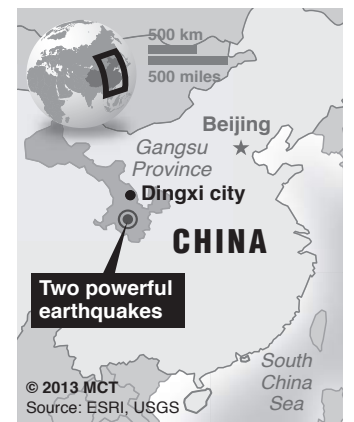 500 km
500 miles
Beijing
Gangsu
Province
Dingxi city
CHINA
Two powerful
earthquakes
South
China
Sea
© 2013 MCT
Source: ESRI, USGS